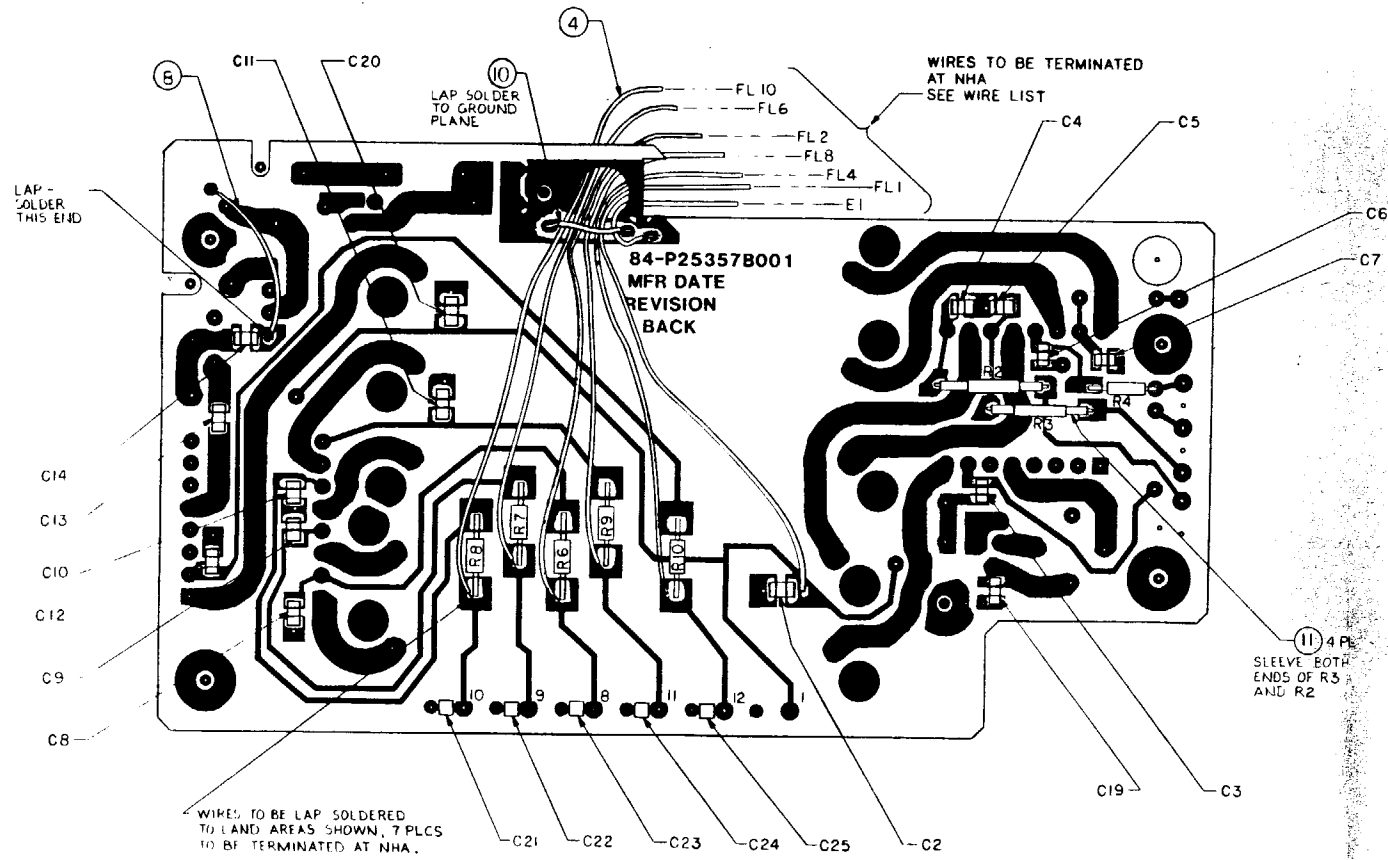 4
C11
C20
8
10
LAP SOLDER
TO GROUND
PLANE
WIRES TO BE TERMINATED
AT NHA
SEE WIRE LIST
FL 10
FL6
FL 2
FL8
FL4
FL1
E1
C4
C5
C6
C7
LAP-
SOLDER
THIS END
84-P25357B001
MFR DATE
REVISION
BACK
R2
R4
R3
C14
C13
C10
C12
C9
C8
R8
R7
R6
R9
R10
11 4 PL
SLEEVE BOTH
ENDS OF R3
AND R2
10
9
8
11
12
1
C19
C3
WIRES TO BE LAP SOLDERED
TO LAND AREAS SHOWN, 7 PLCS
TO BE TERMINATED AT NHA.
C21
C22
C23
C24
C25
C2